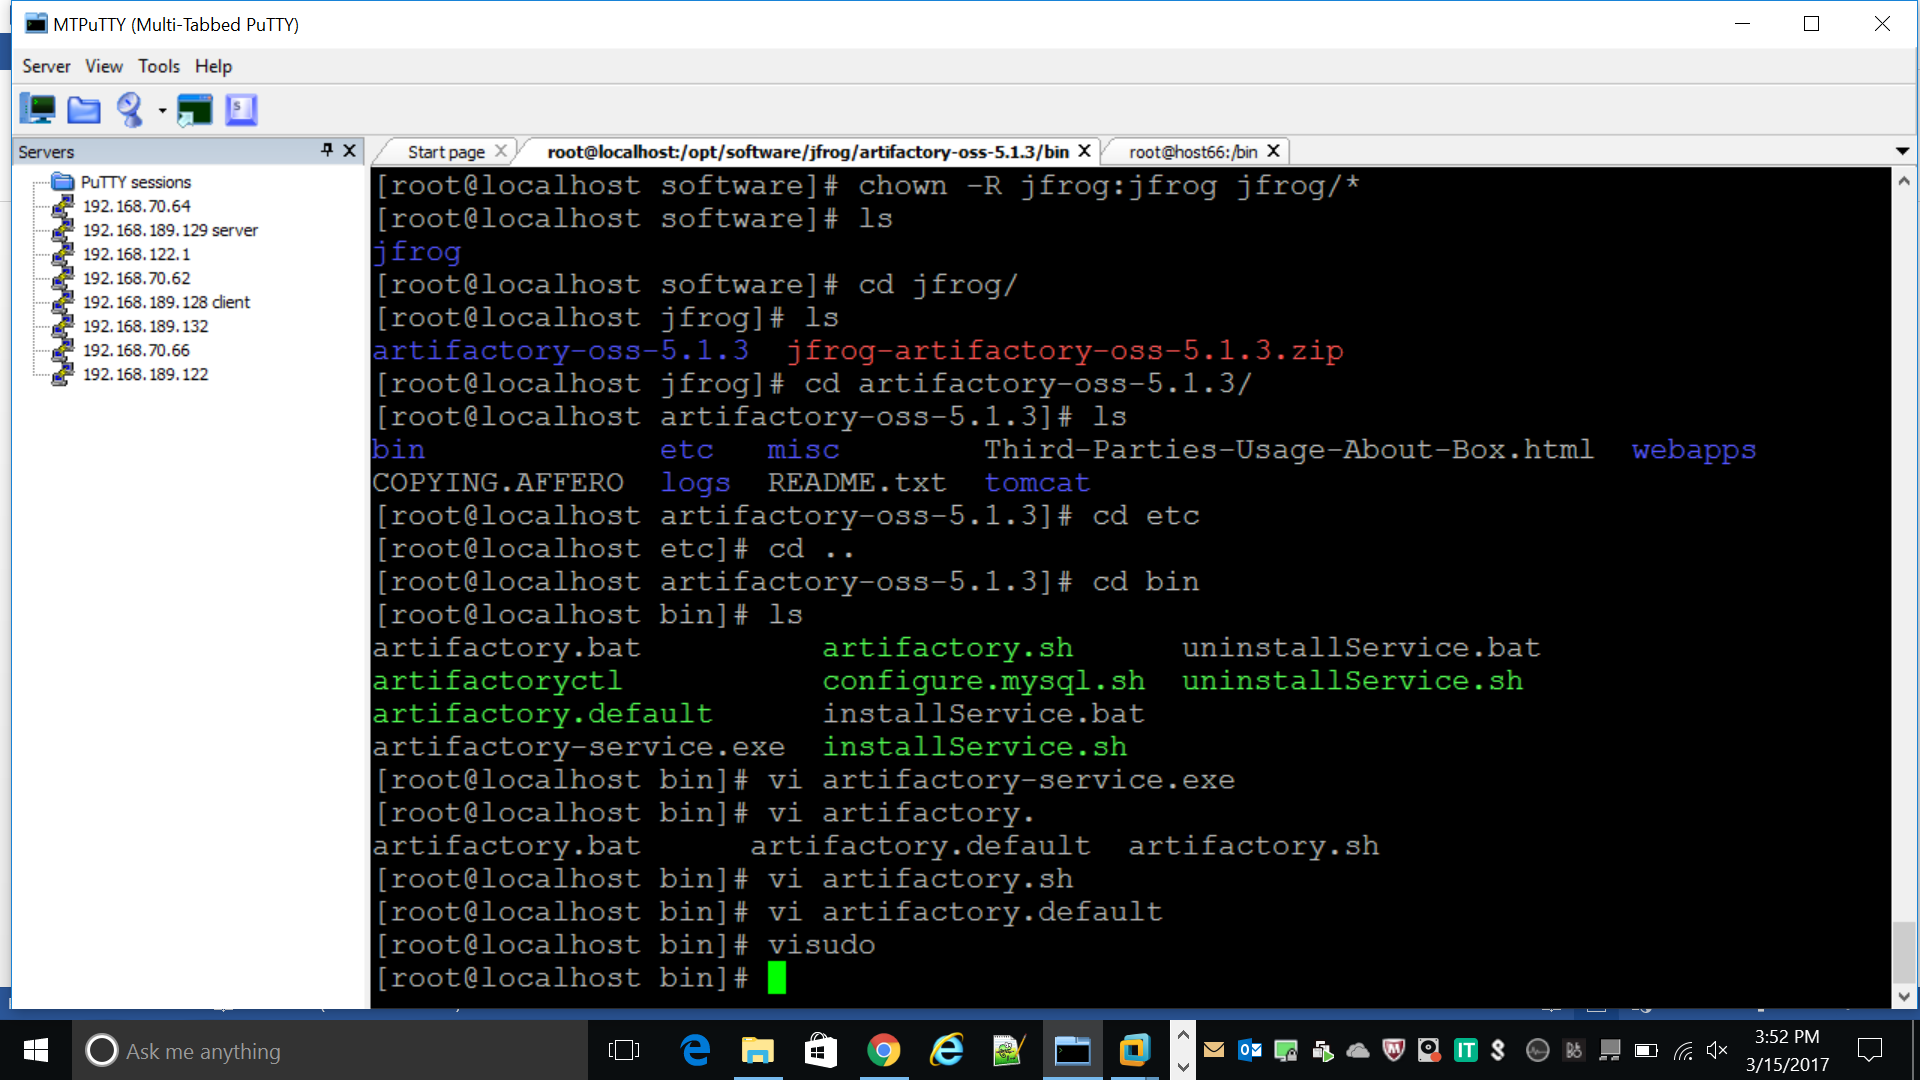 MTPuTTY (Multi-Tabbed PuTTY)
Server View Tools Help
Servers
PuTTY sessions
192.168.70.64
192.168.189.129 server
192.168.122.1
192.168.70.62
192.168.189.128 client
192.168.189.132
192.168.70.66
192.168.189.122
Start page root@localhost:/opt/software/jfrog/artifactory-oss-5.1.3/bin root@host66:/bin
[root@localhost software]# chown -R jfrog:jfrog jfrog/*
[root@localhost software]# ls
jfrog
[root@localhost software]# cd jfrog/
[root@localhost jfrog]# ls
artifactory-oss-5.1.3 jfrog-artifactory-oss-5.1.3.zip
[root@localhost jfrog]# cd artifactory-oss-5.1.3/
[root@localhost artifactory-oss-5.1.3]# ls
bin etc misc Third-Parties-Usage-About-Box.html webapps
COPYING.AFFERO logs README.txt tomcat
[root@localhost artifactory-oss-5.1.3]# cd etc
[root@localhost etc]# cd ..
[root@localhost artifactory-oss-5.1.3]# cd bin
[root@localhost bin]# ls
artifactory.bat artifactory.sh uninstallService.bat
artifactoryctl configure.mysql.sh uninstallService.sh
artifactory.default installService.bat
artifactory-service.exe installService.sh
[root@localhost bin]# vi artifactory-service.exe
[root@localhost bin]# vi artifactory.
artifactory.bat artifactory.default artifactory.sh
[root@localhost bin]# vi artifactory.sh
[root@localhost bin]# vi artifactory.default
[root@localhost bin]# visudo
[root@localhost bin]#
Ask me anything
3:52 PM
3/15/2017